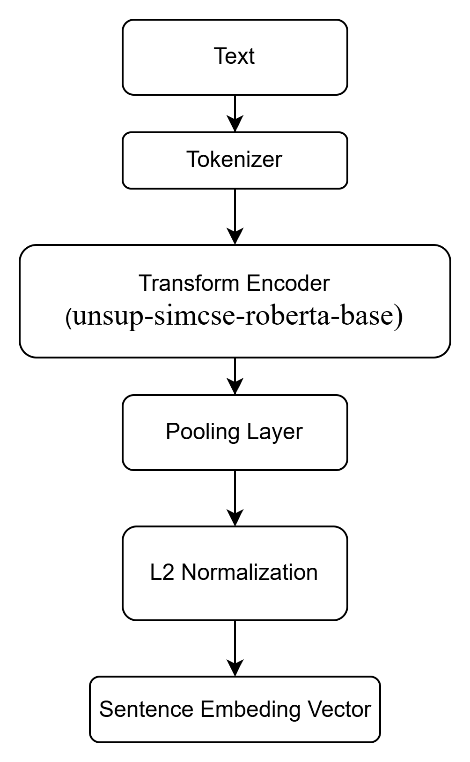 Text
Tokenizer
Transform Encoder
(unsup-simcse-roberta-base)
Pooling Layer
L2 Normalization
Sentence Embeding Vector